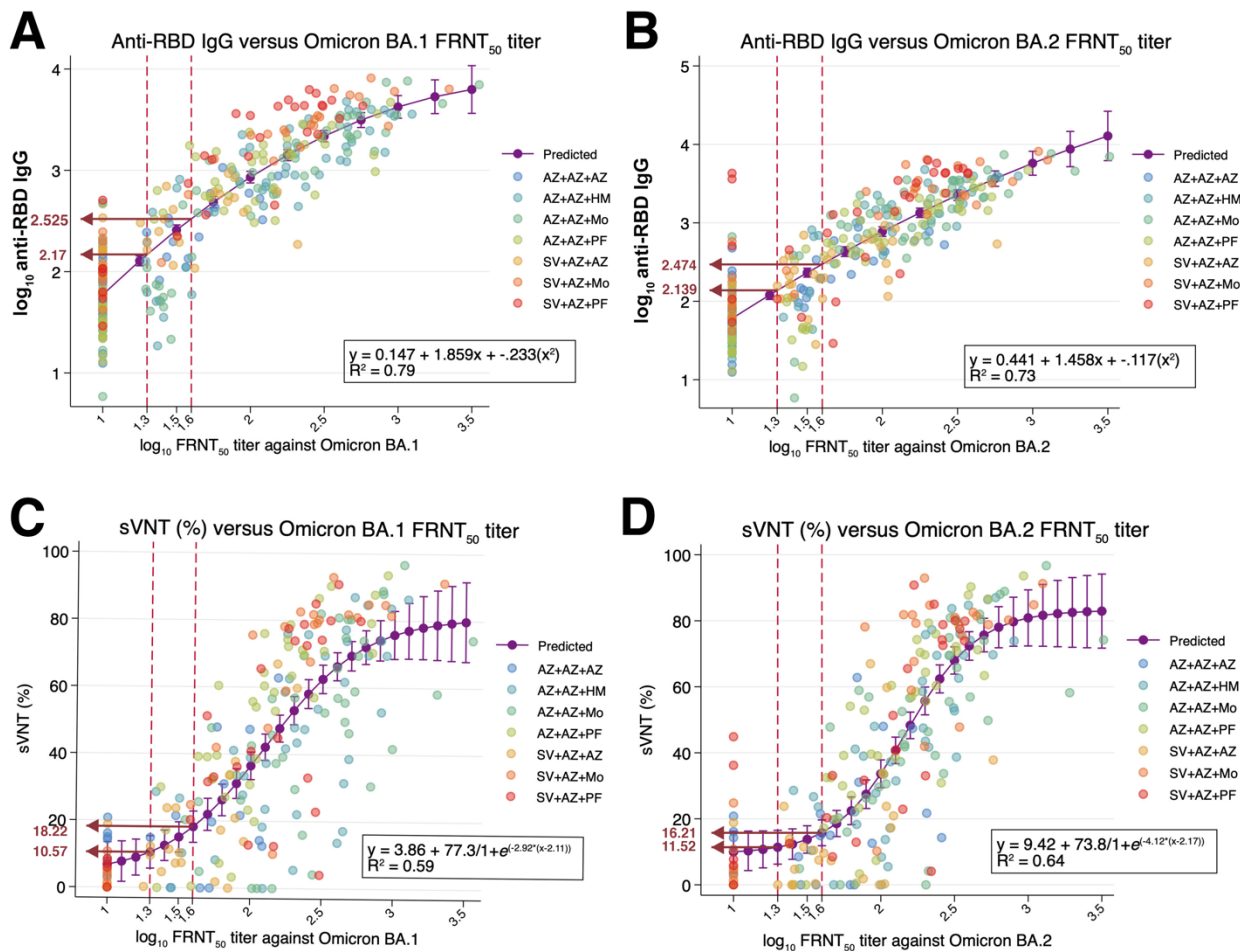 A
Anti-RBD IgG versus Omicron BA.1 FRNT50 titer
log10 anti-RBD IgG
4
3
2.525
2.17
2
1
1
1.3
1.5
1.6
2
2.5
3
3.5
log10 FRNT50 titer against Omicron BA.1
Predicted
AZ+AZ+AZ
AZ+AZ+HM
AZ+AZ+Mo
AZ+AZ+PF
SV+AZ+AZ
SV+AZ+Mo
SV+AZ+PF
y = 0.147 + 1.859x + -.233(x²)
R² = 0.79
B
Anti-RBD IgG versus Omicron BA.2 FRNT50 titer
log10 anti-RBD IgG
5
4
3
2.474
2.139
2
1
1
1.3
1.5
1.6
2
2.5
3
3.5
log10 FRNT50 titer against Omicron BA.2
Predicted
AZ+AZ+AZ
AZ+AZ+HM
AZ+AZ+Mo
AZ+AZ+PF
SV+AZ+AZ
SV+AZ+Mo
SV+AZ+PF
y = 0.441 + 1.458x + -.117(x²)
R² = 0.73
C
sVNT (%) versus Omicron BA.1 FRNT50 titer
sVNT (%)
100
80
60
40
20
18.22
10.57
0
1
1.3
1.5
1.6
2
2.5
3
3.5
log10 FRNT50 titer against Omicron BA.1
Predicted
AZ+AZ+AZ
AZ+AZ+HM
AZ+AZ+Mo
AZ+AZ+PF
SV+AZ+AZ
SV+AZ+Mo
SV+AZ+PF
y = 3.86 + 77.3/1+e(-2.92*(x-2.11))
R² = 0.59
D
sVNT (%) versus Omicron BA.2 FRNT50 titer
sVNT (%)
100
80
60
40
20
16.21
11.52
0
1
1.3
1.5
1.6
2
2.5
3
3.5
log10 FRNT50 titer against Omicron BA.2
Predicted
AZ+AZ+AZ
AZ+AZ+HM
AZ+AZ+Mo
AZ+AZ+PF
SV+AZ+AZ
SV+AZ+Mo
SV+AZ+PF
y = 9.42 + 73.8/1+e(-4.12*(x-2.17))
R² = 0.64